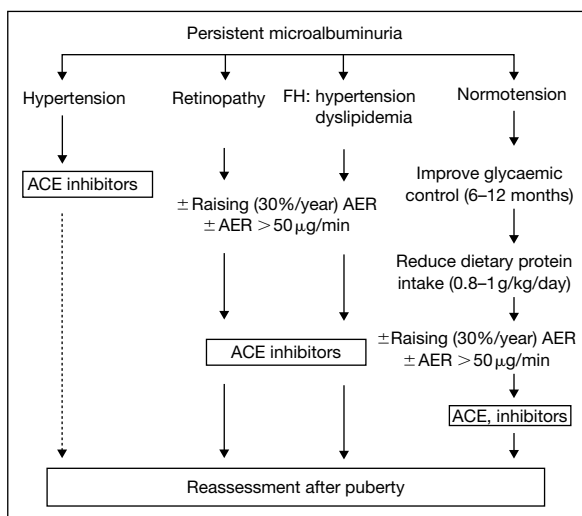 Persistent microalbuminuria
Hypertension
Retinopathy
FH: hypertension
dyslipidemia
Normotension
ACE inhibitors
±Raising (30%/year) AER
±AER > 50 μg/min
Improve glycaemic
control (6–12 months)
Reduce dietary protein
intake (0.8–1 g/kg/day)
ACE inhibitors
±Raising (30%/year) AER
±AER > 50 μg/min
ACE, inhibitors
Reassessment after puberty